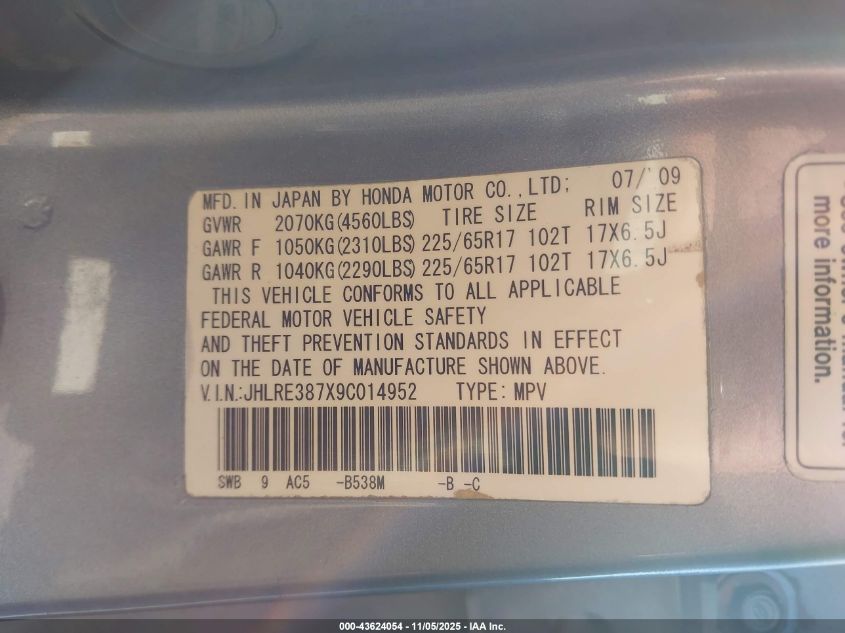 MFD. IN JAPAN BY HONDA MOTOR CO., LTD; 07/'09
GVWR 2070KG(4560LBS) TIRE SIZE RIM SIZE
GAWR F 1050KG(2310LBS) 225/65R17 102T 17X6.5J
GAWR R 1040KG(2290LBS) 225/65R17 102T 17X6.5J
THIS VEHICLE CONFORMS TO ALL APPLICABLE
FEDERAL MOTOR VEHICLE SAFETY
AND THEFT PREVENTION STANDARDS IN EFFECT
ON THE DATE OF MANUFACTURE SHOWN ABOVE.
V.I.N.:JHLRE387X9C014952 TYPE: MPV
SWB 9 AC5 -B538M -B -C
more information.
000-43624054 - 11/05/2025 - IAA Inc.